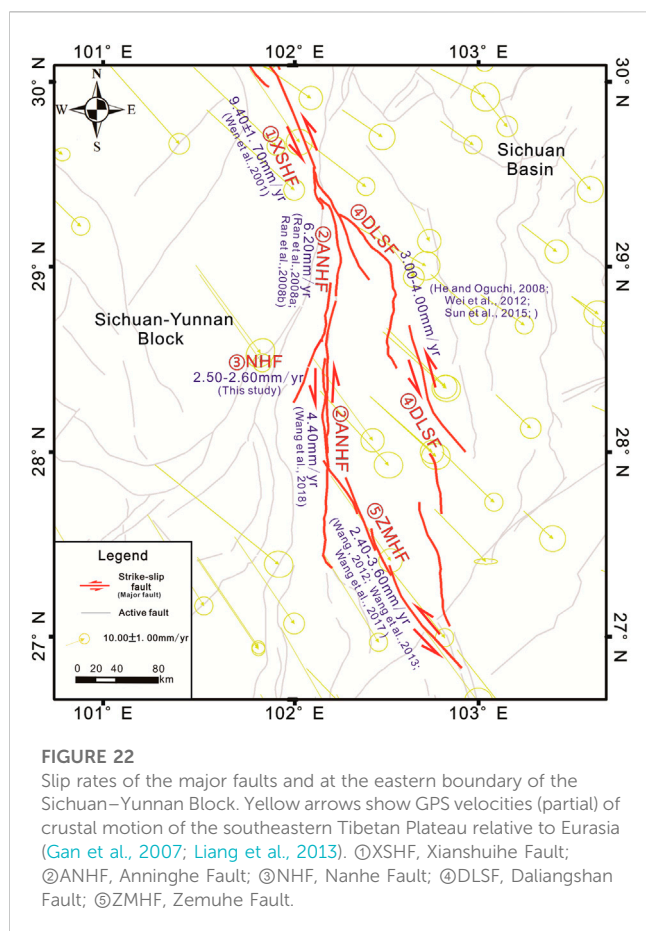 101° E
102° E
103° E
30° N
30° N
N
W
E
S
9.40±1.70mm/yr
(Wen et al.,2001)
①XSHF
Sichuan
Basin
④DLSF
6.20mm/yr
(Ran et al.,2008a;
Ran et al.,2008b)
②ANHF
3.00-4.00mm/yr
(He and Oguchi, 2008;
Wei et al., 2012;
Sun et al., 2015; )
29° N
29° N
Sichuan-Yunnan
Block
③NHF
2.50-2.60mm/yr
(This study)
4.40mm/yr
(Wang et al., 2018)
②ANHF
④DLSF
28° N
28° N
⑤ZMHF
2.40-3.60mm/yr
(Wang , 2012; Wang et al.,2013;
Wang et al., 2017)
27° N
27° N
Legend
Strike-slip
fault
(Major fault)
Active fault
10.00±1.00mm/yr
0 20 40 80
km
101° E
102° E
103° E
FIGURE 22
Slip rates of the major faults and at the eastern boundary of the
Sichuan–Yunnan Block. Yellow arrows show GPS velocities (partial) of
crustal motion of the southeastern Tibetan Plateau relative to Eurasia
(Gan et al., 2007; Liang et al., 2013). ①XSHF, Xianshuihe Fault;
②ANHF, Anninghe Fault; ③NHF, Nanhe Fault; ④DLSF, Daliangshan
Fault; ⑤ZMHF, Zemuhe Fault.